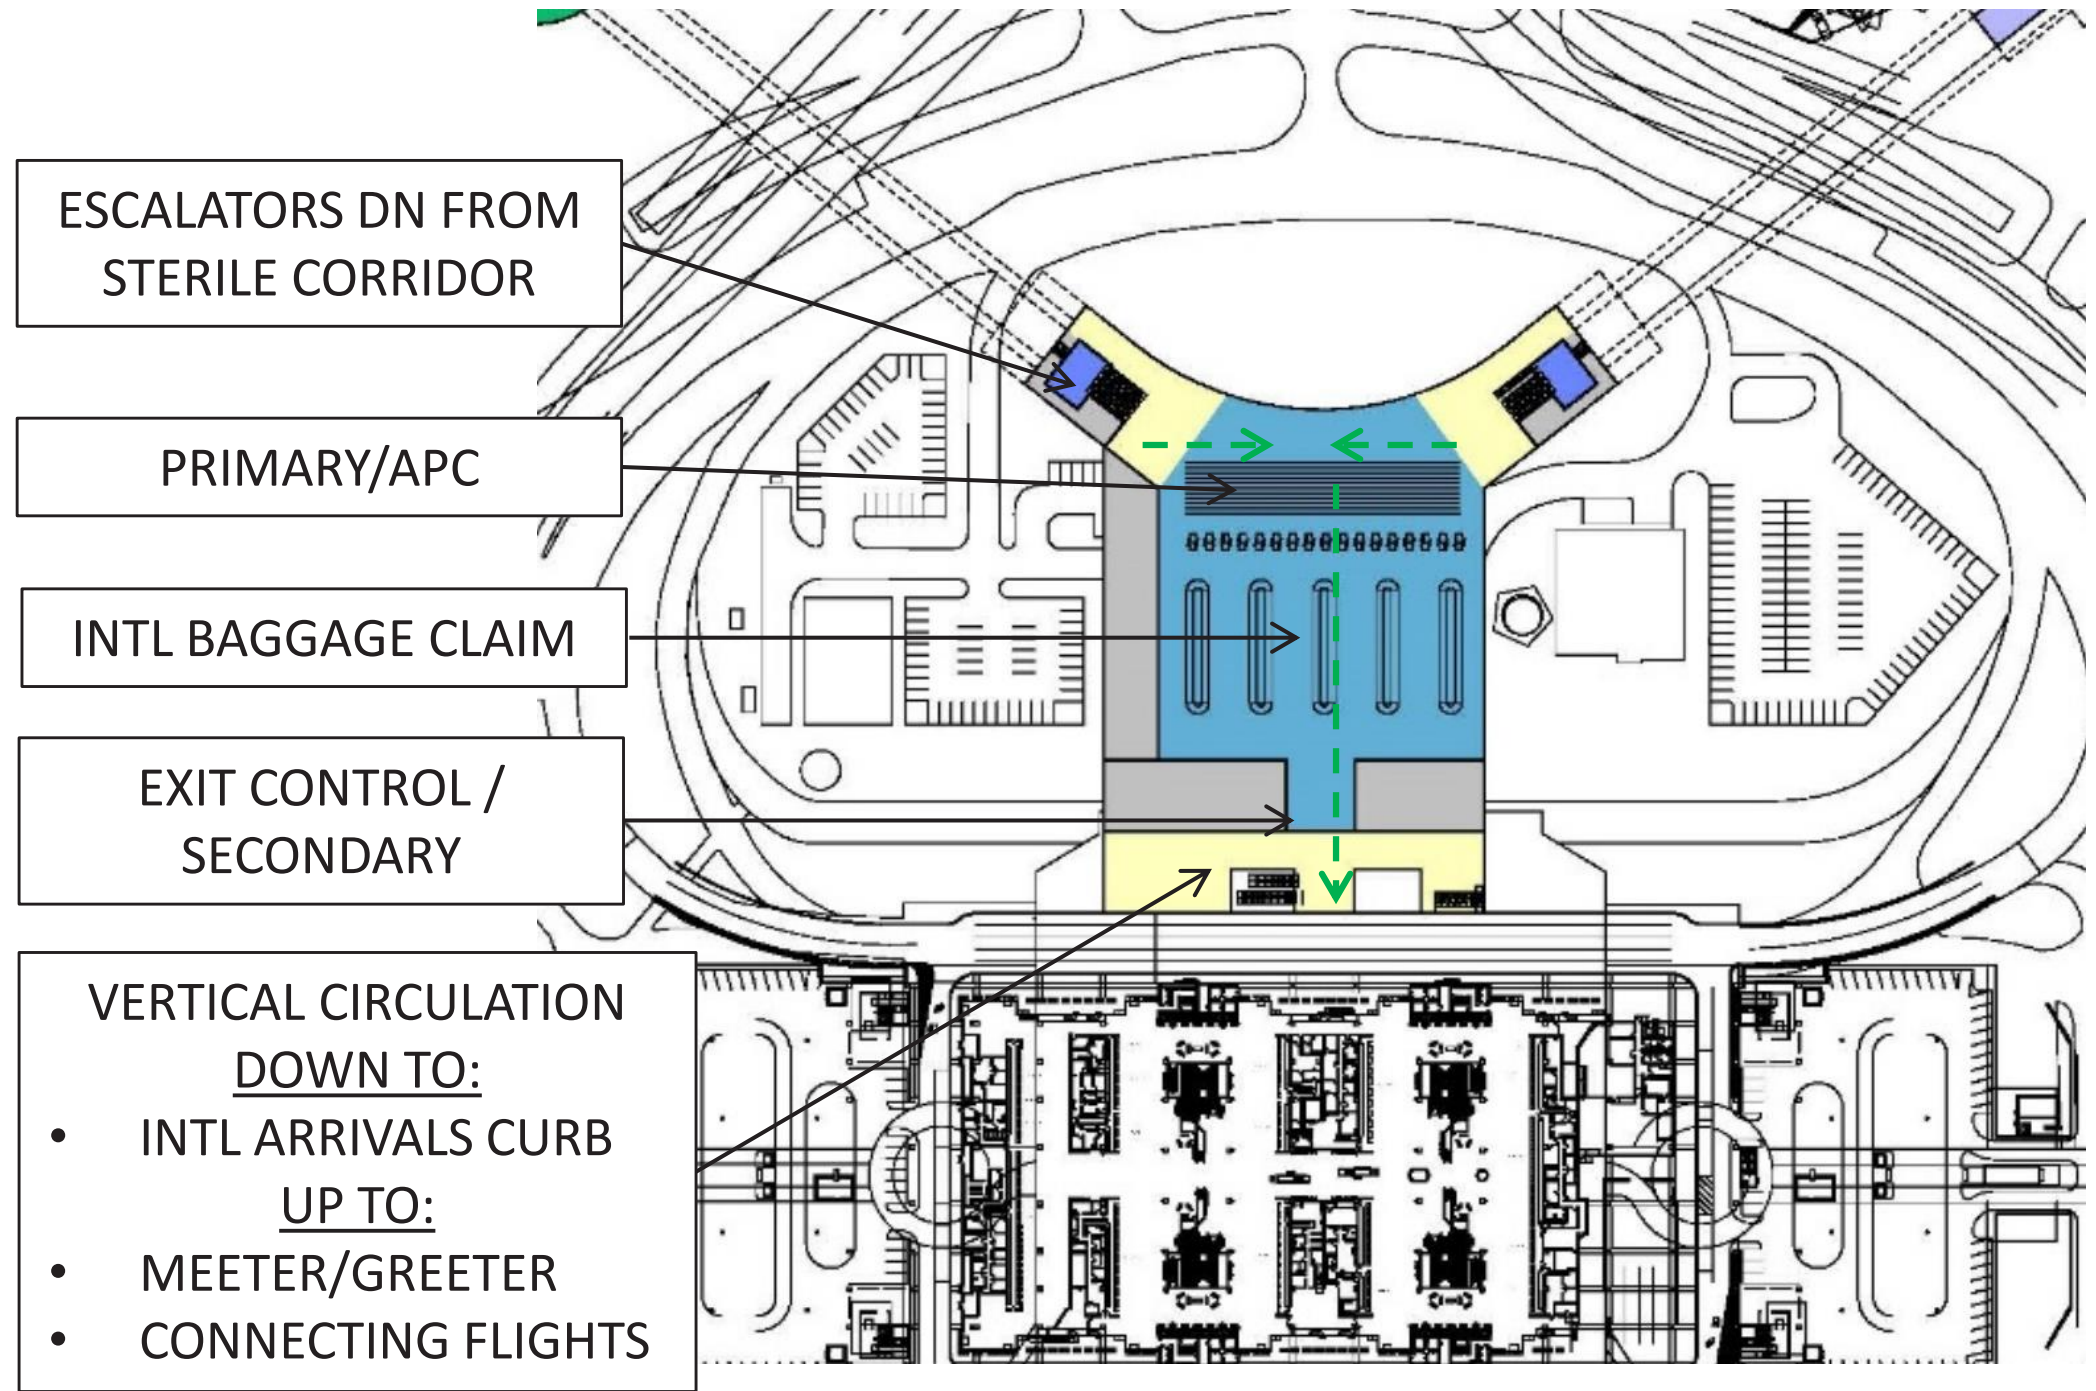 ESCALATORS DN FROM
STERILE CORRIDOR
PRIMARY/APC
INTL BAGGAGE CLAIM
EXIT CONTROL /
SECONDARY
VERTICAL CIRCULATION
DOWN TO:
• INTL ARRIVALS CURB
UP TO:
• MEETER/GREETER
• CONNECTING FLIGHTS